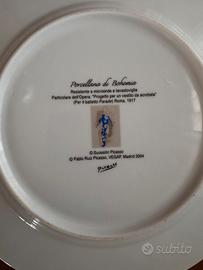 Porcellana di Bohemia
Resistente a microonde e lavastoviglie
Particolare dell'Opera: "Progetto per un vestito da acrobata"
(Per il balletto Parade) Roma, 1917
© Sucesión Picasso
© Pablo Ruiz Picasso, VEGAP, Madrid 2004
Picasso
subito